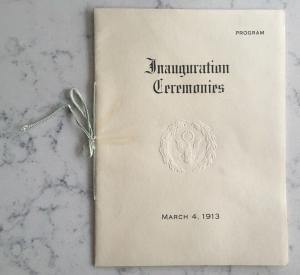 PROGRAM
Inauguration
Ceremonies
MARCH 4, 1913